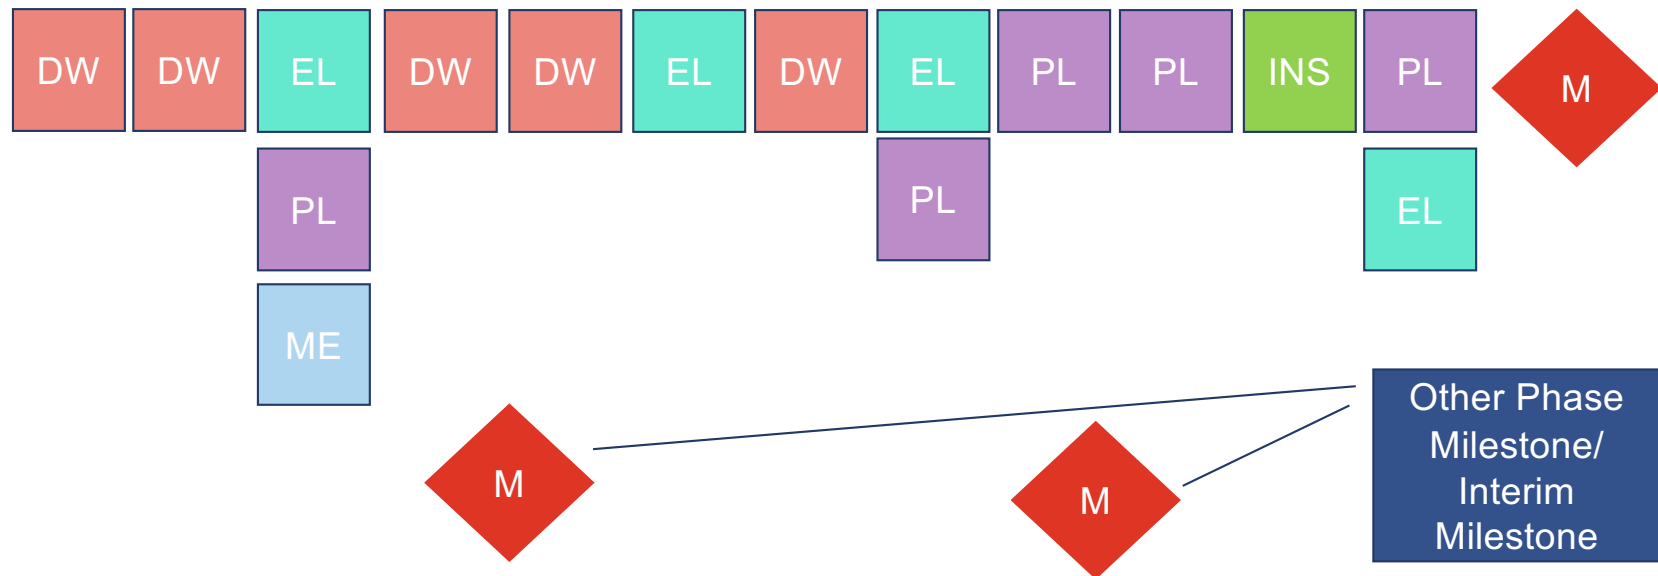 DW DW EL DW DW EL DW EL PL PL INS PL M
PL PL EL
ME
M M
Other Phase
Milestone/
Interim
Milestone